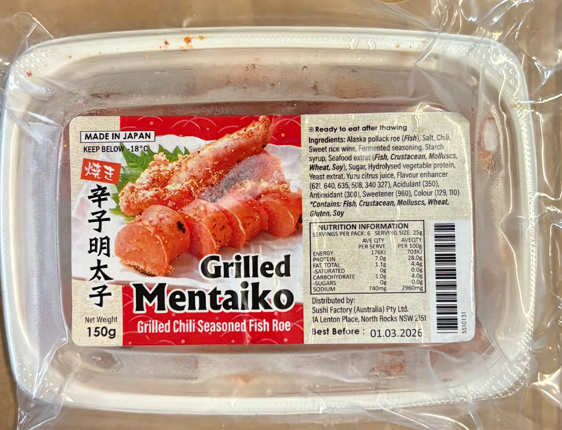 MADE IN JAPAN
KEEP BELOW -18°C
焼き
辛子明太子
Net Weight
150g
Grilled
Mentaiko
Grilled Chili Seasoned Fish Roe
※Ready to eat after thawing
Ingredients: Alaska pollack roe (Fish), Salt, Chili,
Sweet rice wine, Fermented seasoning, Starch
syrup, Seafood extract (Fish, Crustacean, Molluscs,
Wheat, Soy), Sugar, Hydrolysed vegetable protein,
Yeast extrat, Yuzu citrus juice, Flavour enhancer
(621, 640, 635, 508, 340 327), Acidulant (350),
Antioxidant (300), Sweetener (960), Colour (129, 110)
*Contains: Fish, Crustacean, Molluscs, Wheat,
Gluten, Soy
NUTRITION INFORMATION
SERVINGS PER PACK: 6 SERVING SIZE: 25g
AVE QTY AVEQTY
PER SERVE PER 100g
ENERGY 176KJ 703KJ
PROTEIN 7.0g 28.0g
FAT, TOTAL 1.1g 4.4g
-SATURATED 0g 0.0g
CARBOHYDRATE 1.0g 4.0g
-SUGARS 0g 0.0g
SODIUM 740mg 2960mg
Distributed by:
Sushi Factory (Australia) Pty Ltd.
1A Lenton Place, North Rocks NSW 2151
Best Before : 01.03.2026
5550131